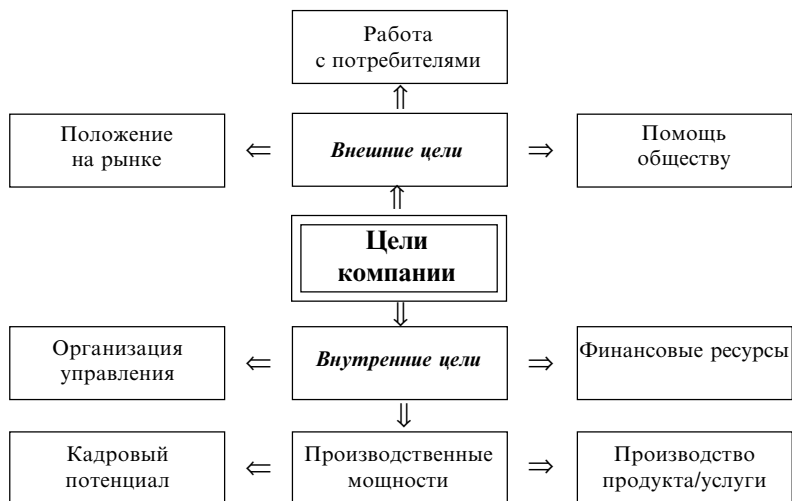 Работа
с потребителями
⇑
Положение
на рынке
⇐
Внешние цели
⇒
Помощь
обществу
⇑
Цели
компании
⇓
Организация
управления
⇐
Внутренние цели
⇒
Финансовые ресурсы
⇓
Кадровый
потенциал
⇐
Производственные
мощности
⇒
Производство
продукта/услуги